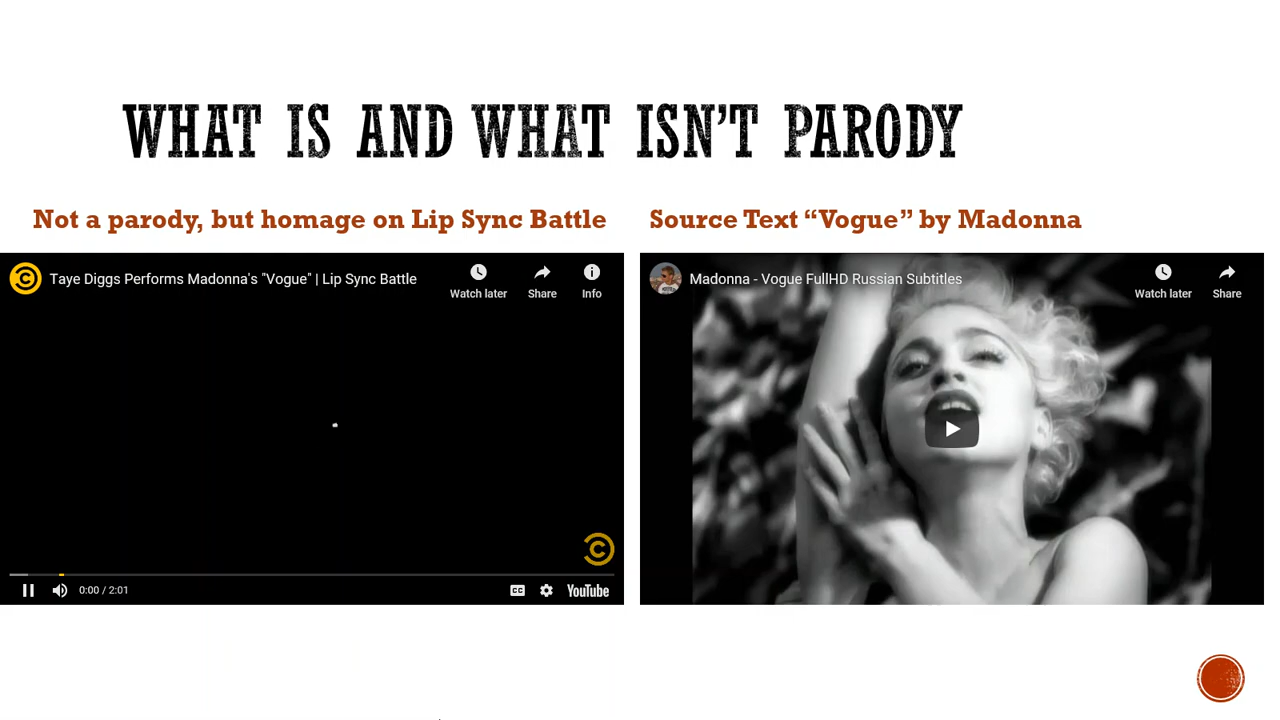 WHAT IS AND WHAT ISN’T PARODY
Not a parody, but homage on Lip Sync Battle
Source Text “Vogue” by Madonna
Taye Diggs Performs Madonna's "Vogue" | Lip Sync Battle
Watch later
Share
Info
Madonna - Vogue FullHD Russian Subtitles
Watch later
Share
0:00 / 2:01
CC
YouTube